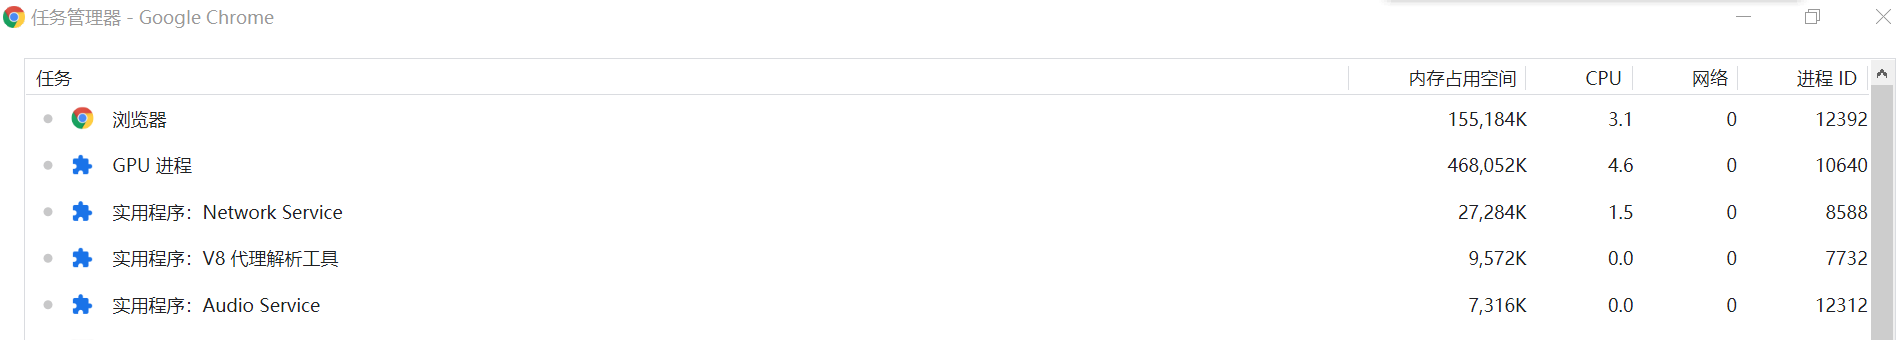 任务管理器 - Google Chrome
任务 内存占用空间 CPU 网络 进程 ID
浏览器 155,184K 3.1 0 12392
GPU 进程 468,052K 4.6 0 10640
实用程序：Network Service 27,284K 1.5 0 8588
实用程序：V8 代理解析工具 9,572K 0.0 0 7732
实用程序：Audio Service 7,316K 0.0 0 12312